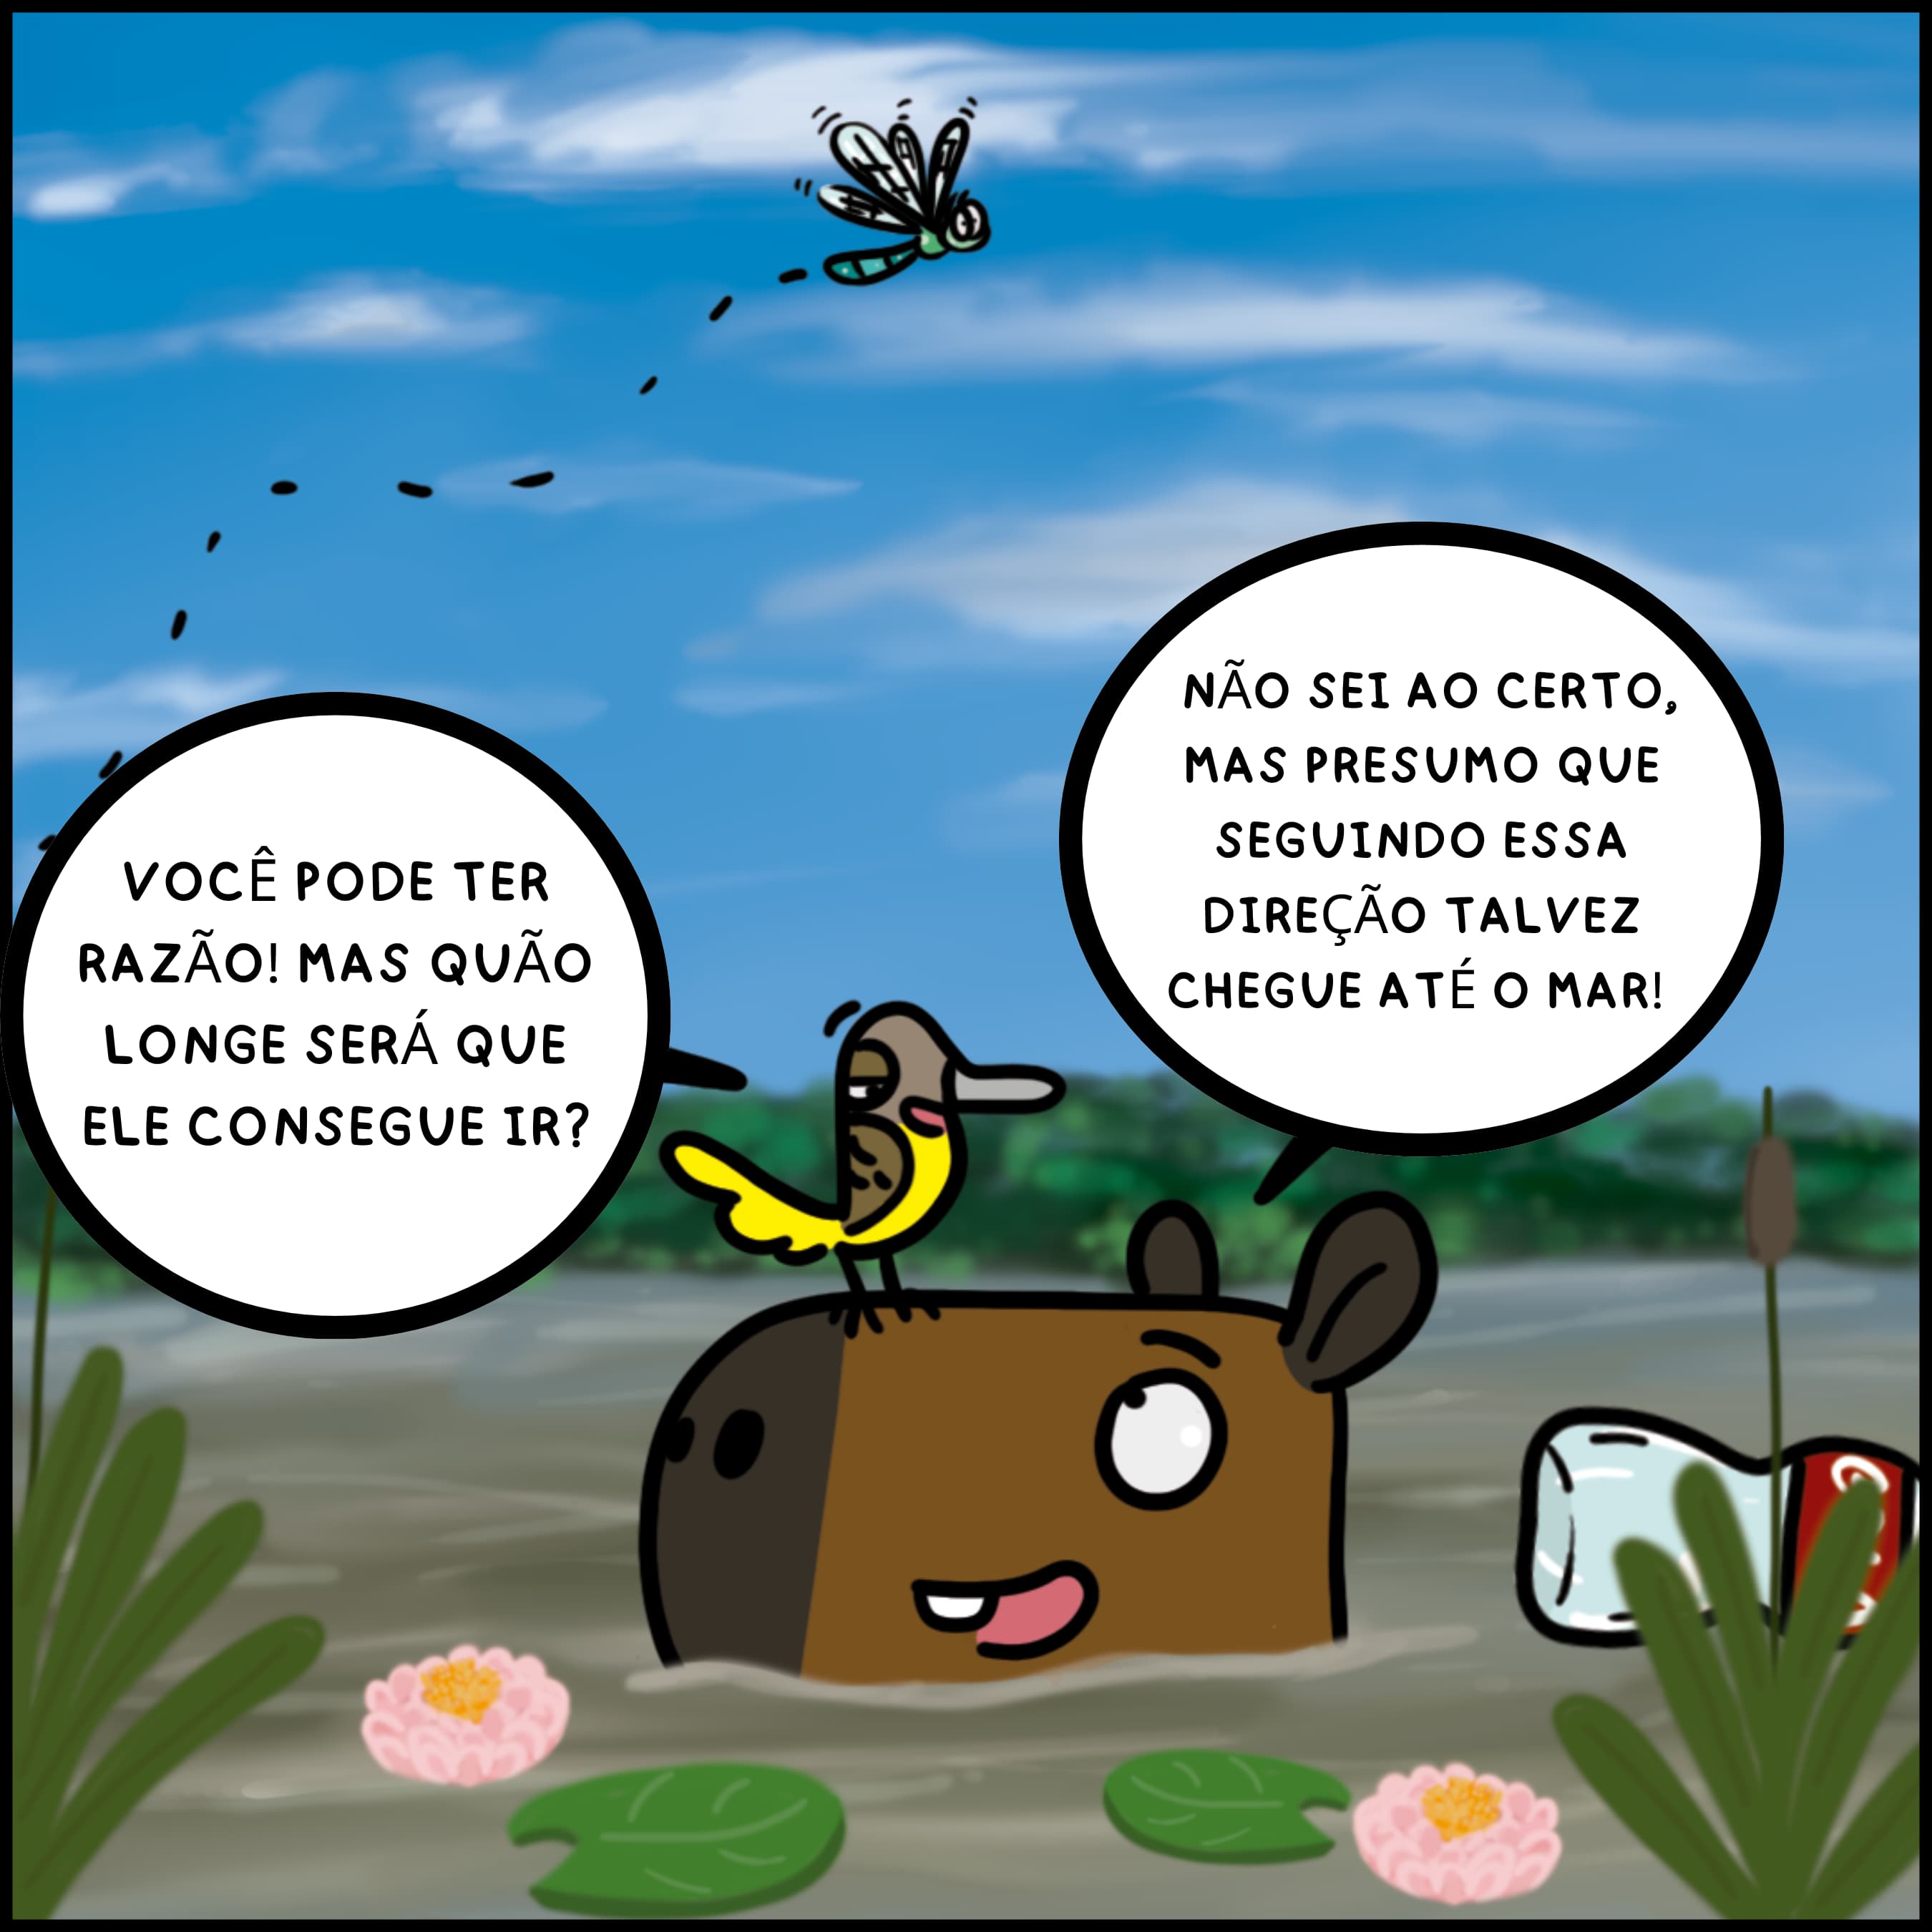 VOCÊ PODE TER
RAZÃO! MAS QUÃO
LONGE SERÁ QUE
ELE CONSEGUE IR?
NÃO SEI AO CERTO,
MAS PRESUMO QUE
SEGUINDO ESSA
DIREÇÃO TALVEZ
CHEGUE ATÉ O MAR!